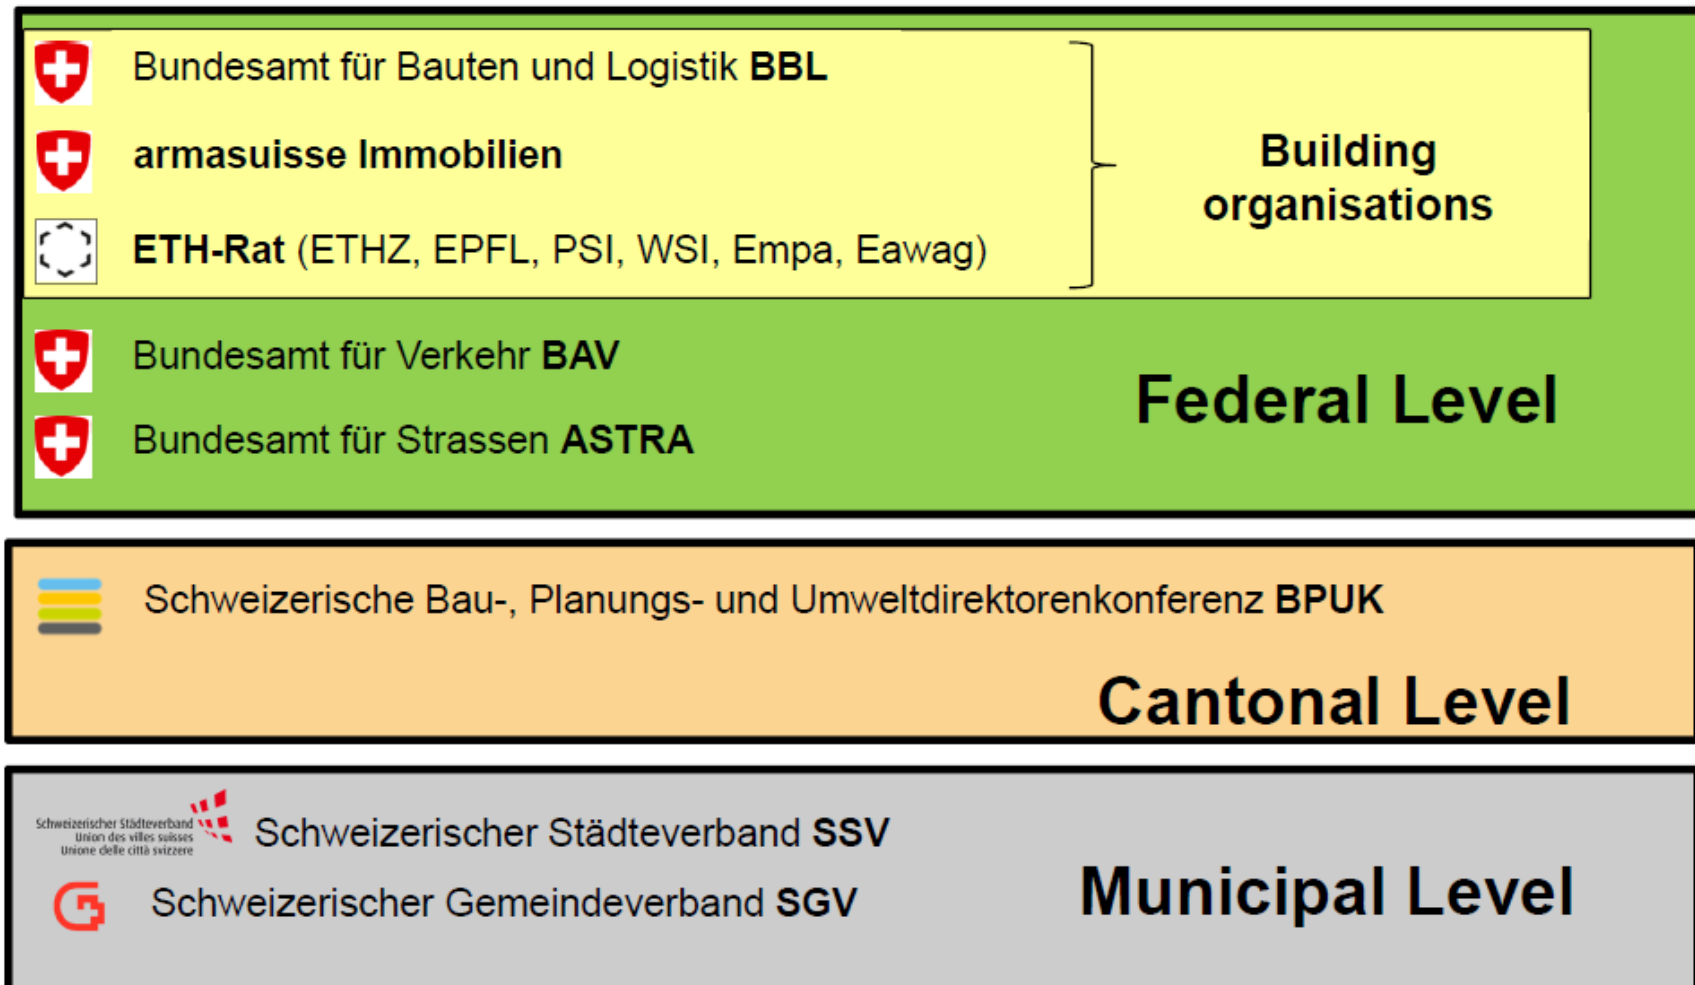 Bundesamt für Bauten und Logistik BBL
armasuisse Immobilien
ETH-Rat (ETHZ, EPFL, PSI, WSI, Empa, Eawag)
Building
organisations
Bundesamt für Verkehr BAV
Bundesamt für Strassen ASTRA
Federal Level
Schweizerische Bau-, Planungs- und Umweltdirektorenkonferenz BPUK
Cantonal Level
Schweizerischer Städteverband
Union des villes suisses
Unione delle città svizzere
Schweizerischer Städteverband SSV
Schweizerischer Gemeindeverband SGV
Municipal Level